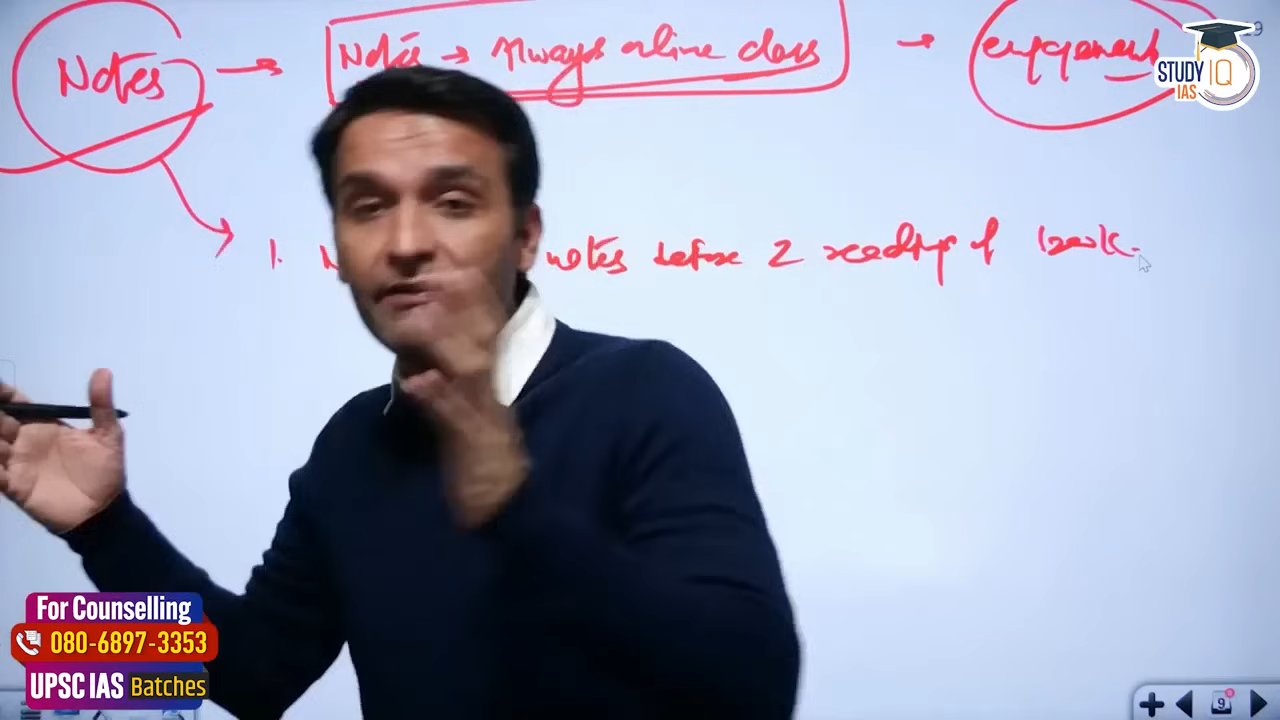 Notes → Notes → Always online class → engagement
STUDY IQ
IAS
1. notes before 2 reading of book.
For Counselling
080-6897-3353
UPSC IAS Batches
9